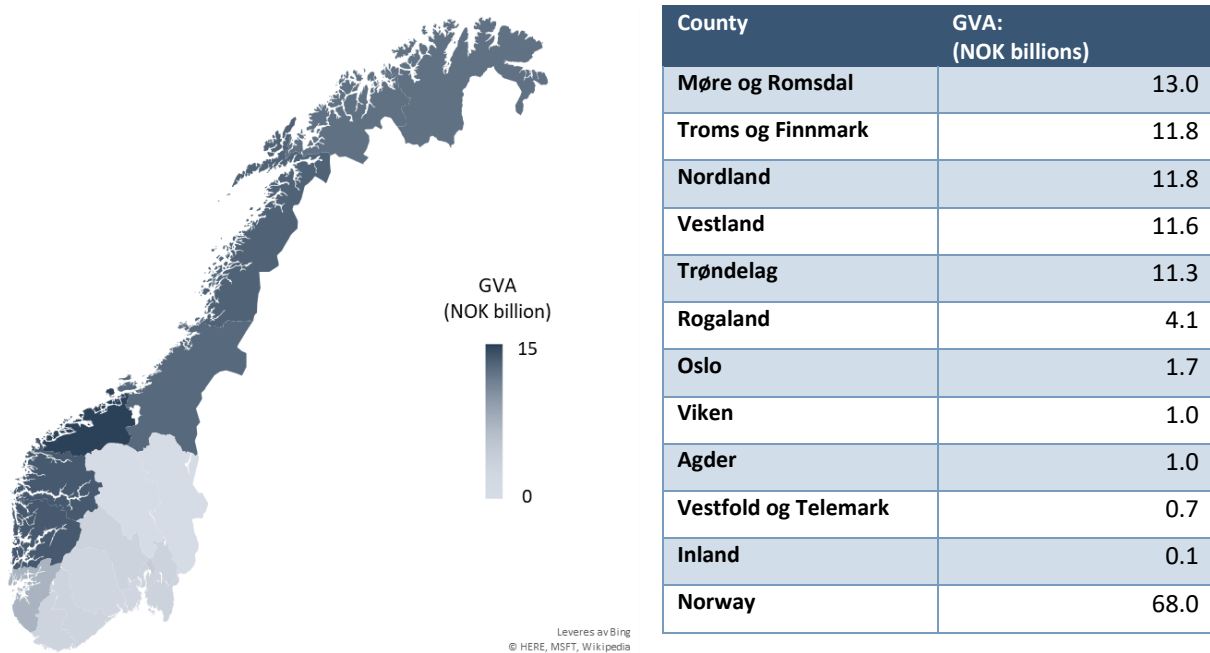 GVA
(NOK billion)
15
0
Leveres av Bing
© HERE, MSFT, Wikipedia
County GVA:
(NOK billions)
Møre og Romsdal 13.0
Troms og Finnmark 11.8
Nordland 11.8
Vestland 11.6
Trøndelag 11.3
Rogaland 4.1
Oslo 1.7
Viken 1.0
Agder 1.0
Vestfold og Telemark 0.7
Inland 0.1
Norway 68.0